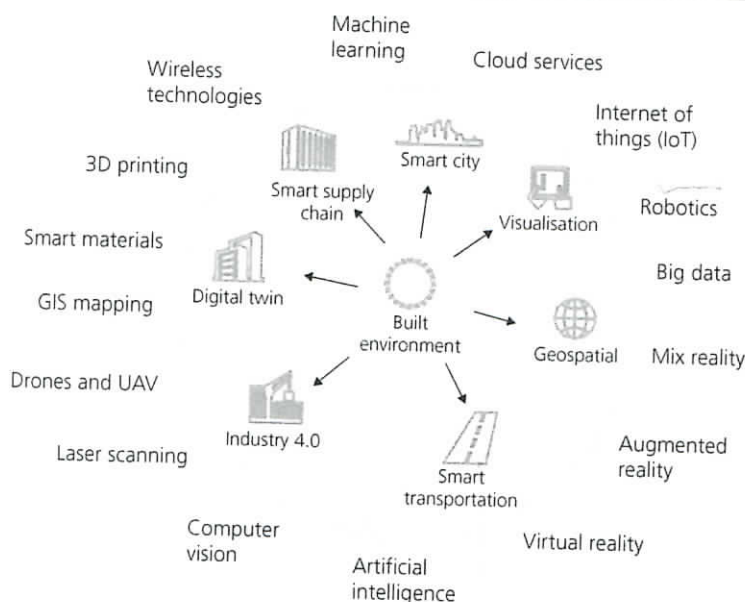 Machine
learning
Cloud services
Wireless
technologies
Internet of
things (IoT)
Smart city
3D printing
Smart supply
chain
Visualisation
Robotics
Smart materials
Digital twin
Big data
GIS mapping
Built
environment
Geospatial
Mix reality
Drones and UAV
Industry 4.0
Laser scanning
Smart
transportation
Augmented
reality
Computer
vision
Virtual reality
Artificial
intelligence